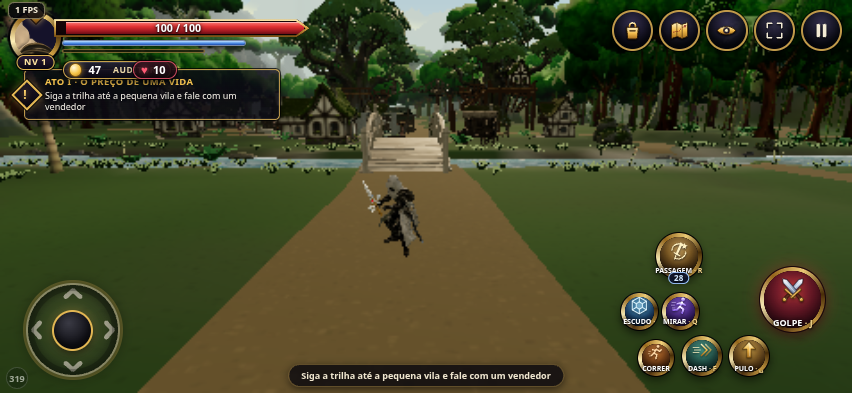 1 FPS
100 / 100
NV 1
47 AUD
♥ 10
ATO I · O PREÇO DE UMA VIDA
Siga a trilha até a pequena vila e fale com um
vendedor
PASSAGEM · R
28
ESCUDO
MIRAR · Q
GOLPE · J
CORRER
DASH · F
PULO ·
319
Siga a trilha até a pequena vila e fale com um vendedor